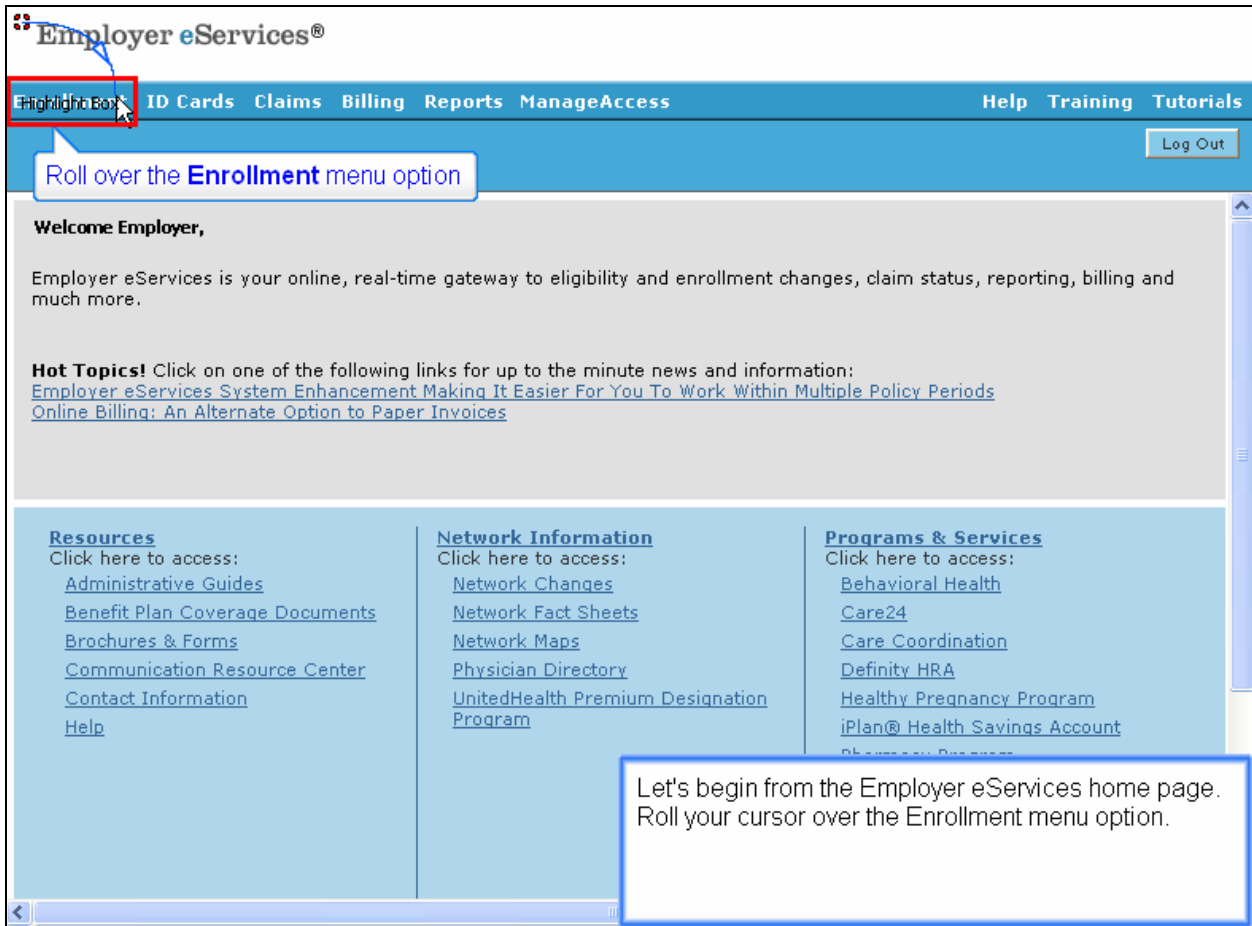 Employer eServices®
Highlight Box ID Cards Claims Billing Reports ManageAccess Help Training Tutorials
Log Out
Roll over the Enrollment menu option
Welcome Employer,
Employer eServices is your online, real-time gateway to eligibility and enrollment changes, claim status, reporting, billing and
much more.
Hot Topics! Click on one of the following links for up to the minute news and information:
Employer eServices System Enhancement Making It Easier For You To Work Within Multiple Policy Periods
Online Billing: An Alternate Option to Paper Invoices
Resources
Click here to access:
Administrative Guides
Benefit Plan Coverage Documents
Brochures & Forms
Communication Resource Center
Contact Information
Help
Network Information
Click here to access:
Network Changes
Network Fact Sheets
Network Maps
Physician Directory
UnitedHealth Premium Designation
Program
Programs & Services
Click here to access:
Behavioral Health
Care24
Care Coordination
Definity HRA
Healthy Pregnancy Program
iPlan® Health Savings Account
Pharmacy Program
Let's begin from the Employer eServices home page.
Roll your cursor over the Enrollment menu option.